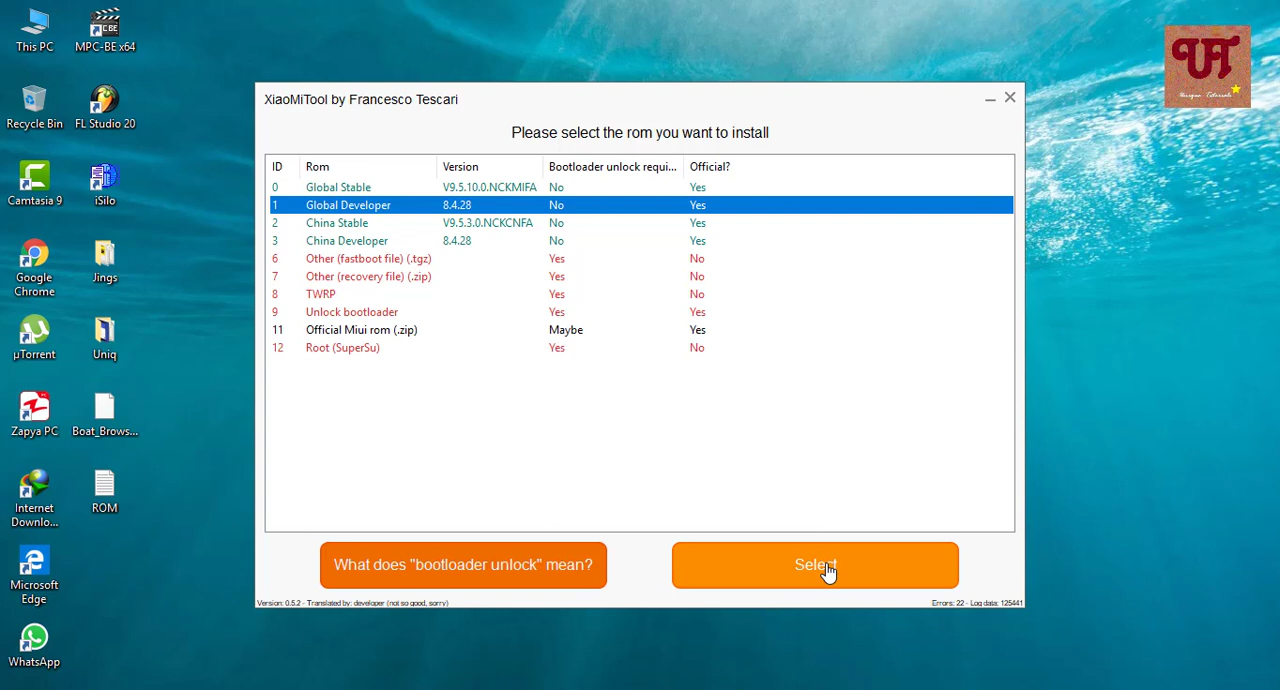 This PC
MPC-BE x64
Recycle Bin
FL Studio 20
Camtasia 9
iSilo
Google
Chrome
Jings
µTorrent
Uniq
Zapya PC
Boat_Brows...
Internet
Downlo...
ROM
Microsoft
Edge
WhatsApp
XiaoMiTool by Francesco Tescari
Please select the rom you want to install
ID Rom Version Bootloader unlock requi... Official?
0 Global Stable V9.5.10.0.NCKMIFA No Yes
1 Global Developer 8.4.28 No Yes
2 China Stable V9.5.3.0.NCKCNFA No Yes
3 China Developer 8.4.28 No Yes
6 Other (fastboot file) (.tgz) Yes No
7 Other (recovery file) (.zip) Yes No
8 TWRP Yes No
9 Unlock bootloader Yes Yes
11 Official Miui rom (.zip) Maybe Yes
12 Root (SuperSu) Yes No
What does "bootloader unlock" mean?
Select
Version: 0.5.2 - Translated by: developer (not so good, sorry)
Errors: 22 - Log data: 125441